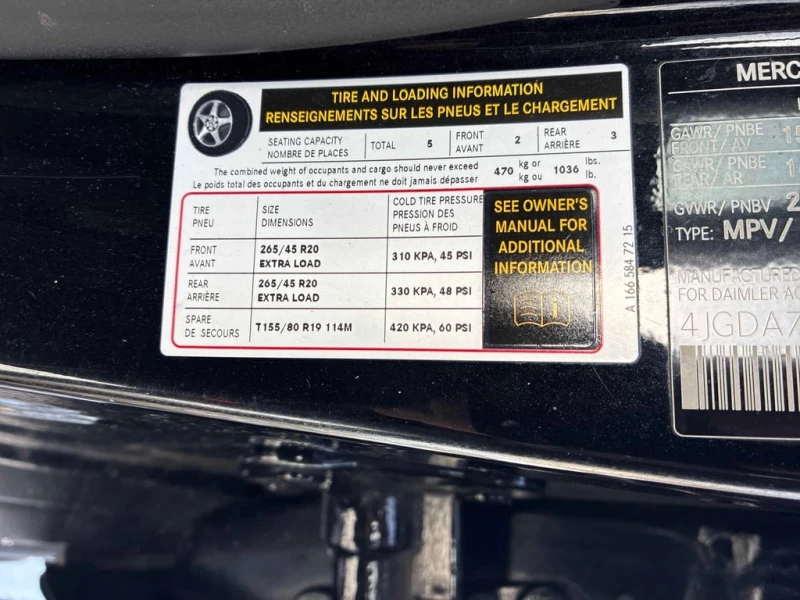 TIRE AND LOADING INFORMATION
RENSEIGNEMENTS SUR LES PNEUS ET LE CHARGEMENT
SEATING CAPACITY
NOMBRE DE PLACES
TOTAL 5
FRONT
AVANT
2
REAR
ARRIÈRE
3
The combined weight of occupants and cargo should never exceed
Le poids total des occupants et du chargement ne doit jamais dépasser
470
kg or
kg ou
1036
lbs.
lb.
TIRE
PNEU
SIZE
DIMENSIONS
COLD TIRE PRESSURE
PRESSION DES
PNEUS À FROID
FRONT
AVANT
265/45 R20
EXTRA LOAD
310 KPA, 45 PSI
REAR
ARRIÈRE
265/45 R20
EXTRA LOAD
330 KPA, 48 PSI
SPARE
DE SECOURS
T155/80 R19 114M
420 KPA, 60 PSI
SEE OWNER'S
MANUAL FOR
ADDITIONAL
INFORMATION
A 166 584 72 15
MERC
GAWR/ PNBE
FRONT/ AV
GAWR/ PNBE
REAR/ AR
GVWR/ PNBV 2
TYPE: MPV/
MANUFACTURED
FOR DAIMLER AG
4JGDA7